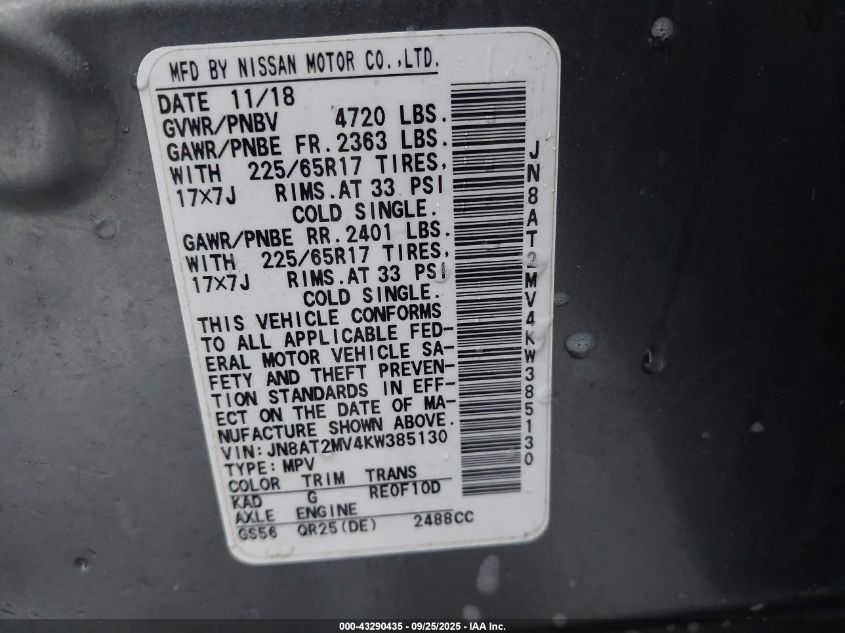 MFD BY NISSAN MOTOR CO.,LTD.
DATE 11/18
GVWR/PNBV 4720 LBS.
GAWR/PNBE FR.2363 LBS.
WITH 225/65R17 TIRES,
17X7J RIMS.AT 33 PSI
COLD SINGLE.
GAWR/PNBE RR.2401 LBS.
WITH 225/65R17 TIRES,
17X7J RIMS.AT 33 PSI
COLD SINGLE.
THIS VEHICLE CONFORMS
TO ALL APPLICABLE FED-
ERAL MOTOR VEHICLE SA-
FETY AND THEFT PREVEN-
TION STANDARDS IN EFF-
ECT ON THE DATE OF MA-
NUFACTURE SHOWN ABOVE.
VIN: JN8AT2MV4KW385130
TYPE: MPV
COLOR TRIM TRANS
KAD G RE0F10D
AXLE ENGINE
GS56 QR25(DE) 2488CC
JN8AT2MV4KW385130
000-43290435 - 09/25/2025 - IAA Inc.